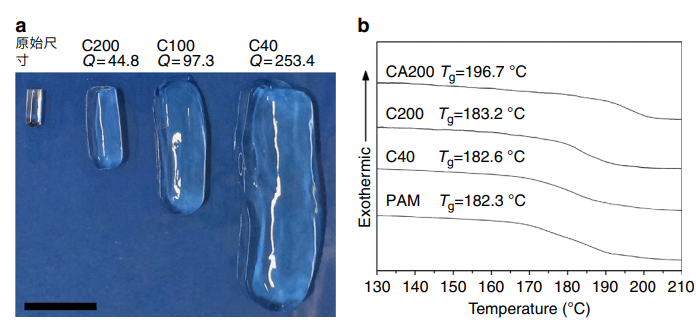 a
原始尺
寸
C200
Q=44.8
C100
Q=97.3
C40
Q=253.4
b
CA200 Tg=196.7 °C
C200 Tg=183.2 °C
C40 Tg=182.6 °C
PAM Tg=182.3 °C
Exothermic
130 140 150 160 170 180 190 200 210
Temperature (°C)